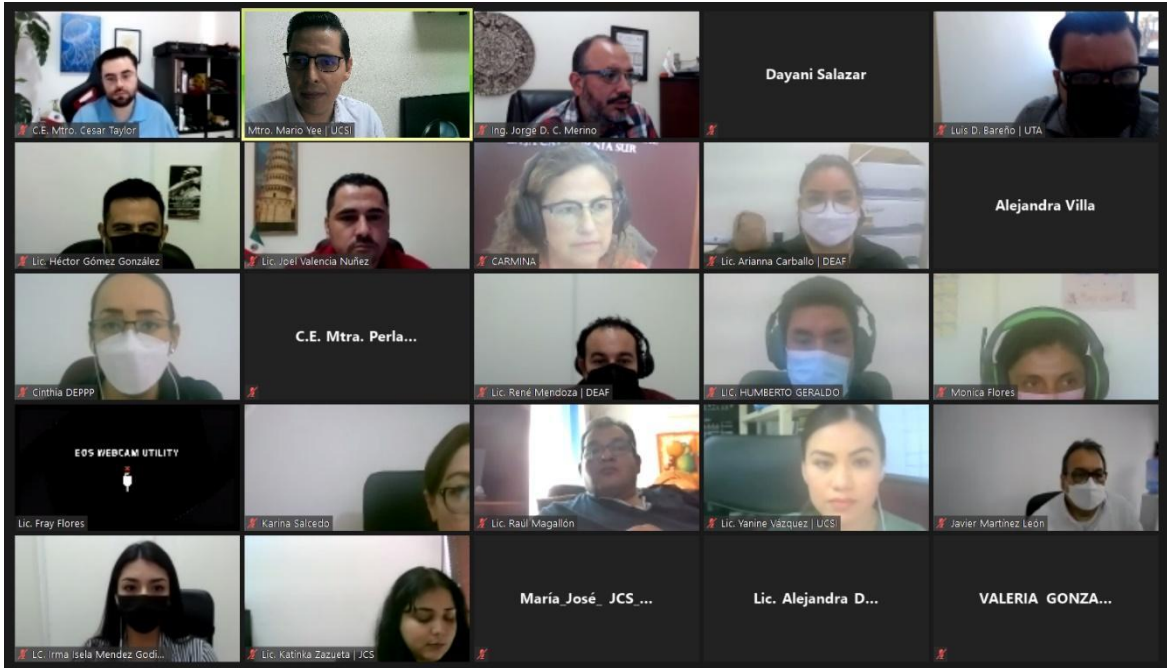 C.E. Mtro. Cesar Taylor
Mtro. Mario Yee | UCSI
Ing. Jorge D. C. Merino
Dayani Salazar
Luis D. Bareño | UTA
Lic. Héctor Gómez González
Lic. Joel Valencia Nuñez
CARMINA
Lic. Arianna Carballo | DEAF
Alejandra Villa
Cinthia DEPPP
C.E. Mtra. Perla...
Lic. René Mendoza | DEAF
LIC. HUMBERTO GERALDO
Monica Flores
EOS WEBCAM UTILITY
Lic. Fray Flores
Karina Salcedo
Lic. Raúl Magallón
Lic. Yanine Vázquez | UCSI
Javier Martínez León
LC. Irma Isela Mendez Godi...
Lic. Katinka Zazueta | JCS
María_José_ JCS_...
Lic. Alejandra D...
VALERIA GONZA...